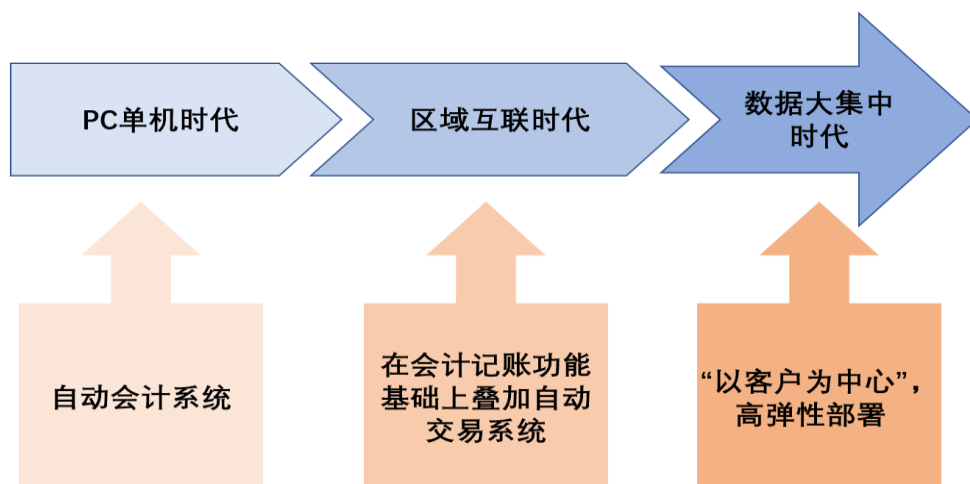 PC单机时代
区域互联时代
数据大集中
时代
自动会计系统
在会计记账功能
基础上叠加自动
交易系统
“以客户为中心”，
高弹性部署